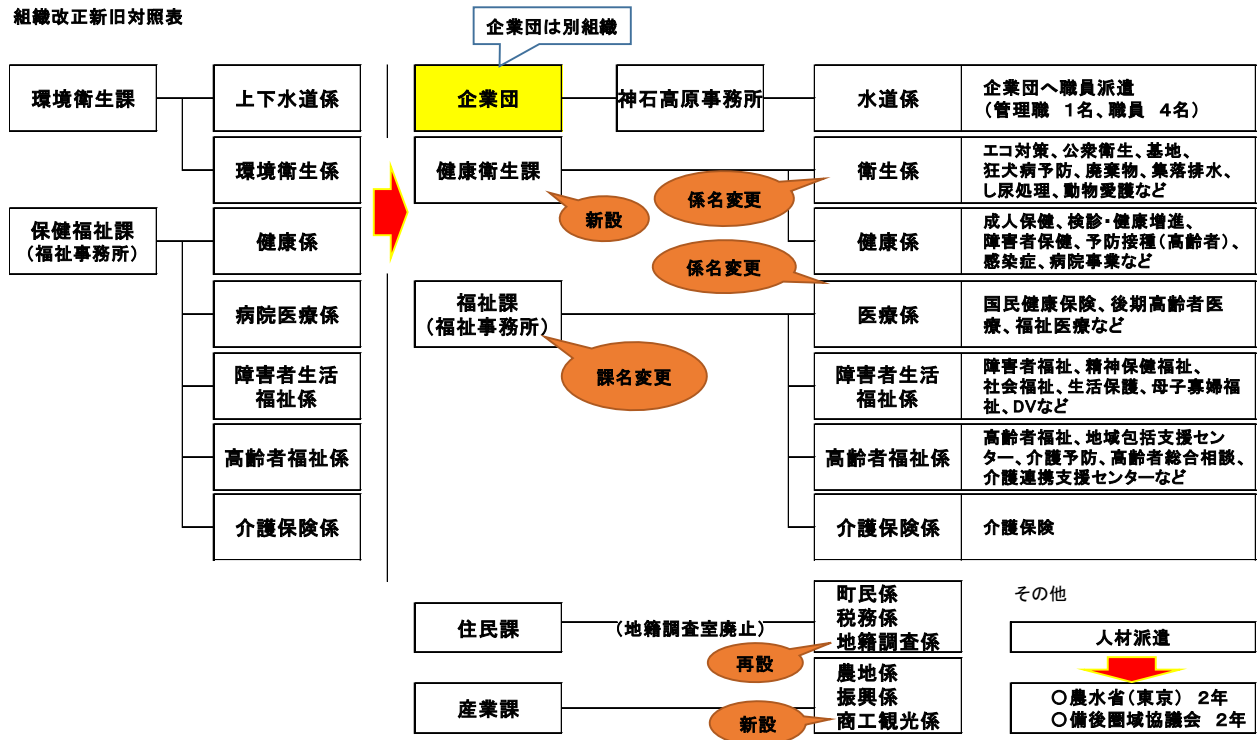 組織改正新旧対照表
企業団は別組織
環境衛生課
上下水道係
環境衛生係
保健福祉課
(福祉事務所)
健康係
病院医療係
障害者生活
福祉係
高齢者福祉係
介護保険係
企業団
神石高原事務所
水道係
企業団へ職員派遣
(管理職 1名、職員 4名)
健康衛生課
新設
係名変更
衛生係
エコ対策、公衆衛生、基地、
狂犬病予防、廃棄物、集落排水、
し尿処理、動物愛護など
健康係
成人保健、検診・健康増進、
障害者保健、予防接種(高齢者)、
感染症、病院事業など
係名変更
福祉課
(福祉事務所)
課名変更
医療係
国民健康保険、後期高齢者医
療、福祉医療など
障害者生活
福祉係
障害者福祉、精神保健福祉、
社会福祉、生活保護、母子寡婦福
祉、DVなど
高齢者福祉係
高齢者福祉、地域包括支援セン
ター、介護予防、高齢者総合相談、
介護連携支援センターなど
介護保険係
介護保険
住民課
(地籍調査室廃止)
町民係
税務係
地籍調査係
再設
産業課
農地係
振興係
商工観光係
新設
その他
人材派遣
○農水省(東京) 2年
○備後圏域協議会 2年